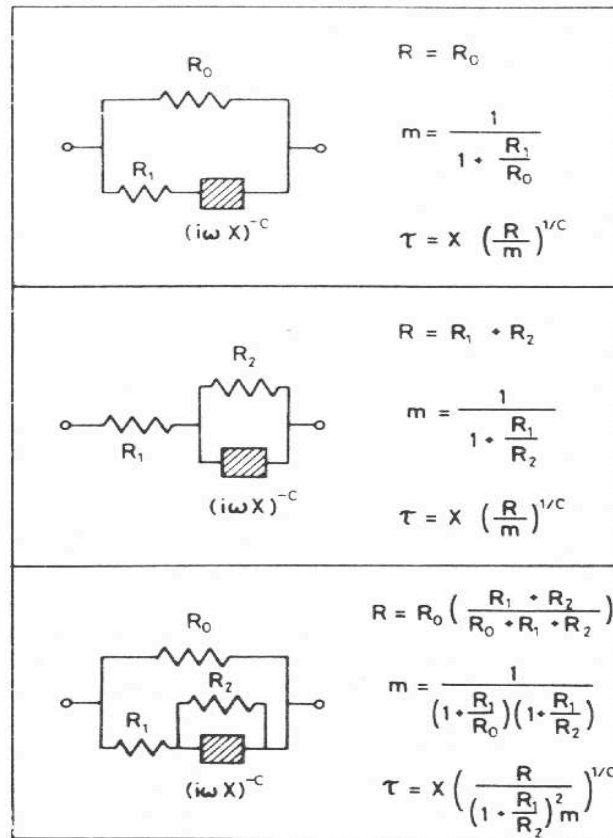 R₀
R₁
(iωX)⁻ᶜ
R = R₀
m = 1 / (1 + R₁/R₀)
τ = X (R/m)^1/C
R₂
R₁
(iωX)⁻ᶜ
R = R₁ + R₂
m = 1 / (1 + R₁/R₂)
τ = X (R/m)^1/C
R₀
R₂
R₁
(iωX)⁻ᶜ
R = R₀ ((R₁ + R₂) / (R₀ + R₁ + R₂))
m = 1 / ((1 + R₁/R₀)(1 + R₁/R₂))
τ = X (R / ((1 + R₁/R₂)² m))^1/C